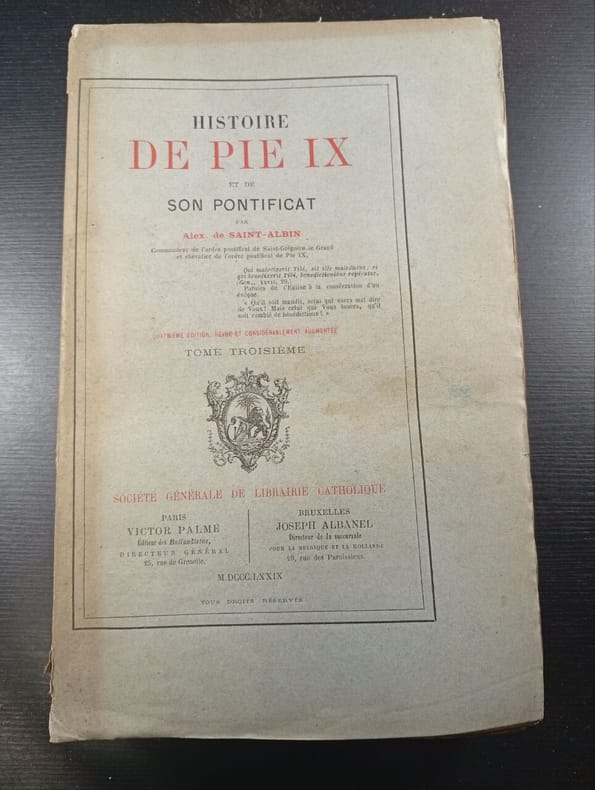 HISTOIRE
DE PIE IX
ET DE
SON PONTIFICAT
PAR
Alex. de SAINT-ALBIN
Commandeur de l'ordre pontifical de Saint-Grégoire le Grand
et chevalier de l'ordre pontifical de Pie IX,
Qui maledixerit Tibi, sit ille maledictus; et
qui benedixerit Tibi, benedictionibus repleatur.
(Gen., XXVII, 29.)
Paroles de l'Église à la consécration d'un
évêque.
« Qu'il soit maudit, celui qui osera mal dire
de Vous! Mais celui qui Vous bénira, qu'il
soit comblé de bénédictions! »
QUATRIÈME ÉDITION, REVUE ET CONSIDÉRABLEMENT AUGMENTÉE
TOME TROISIÈME
SOCIÉTÉ GÉNÉRALE DE LIBRAIRIE CATHOLIQUE
PARIS
VICTOR PALMÉ
Éditeur des Bollandistes,
DIRECTEUR GÉNÉRAL
25, rue de Grenelle.
BRUXELLES
JOSEPH ALBANEL
Directeur de la succursale
POUR LA BELGIQUE ET LA HOLLANDE
29, rue des Paroissiens.
M.DCCC.LXXIX
TOUS DROITS RÉSERVÉS